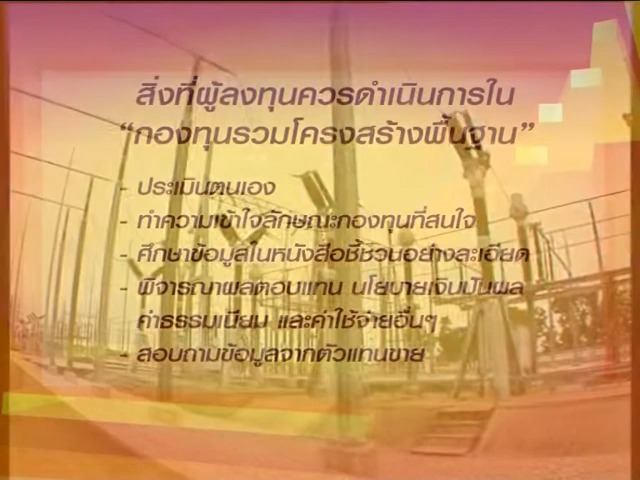 สิ่งที่ผู้ลงทุนควรดำเนินการใน
“กองทุนรวมโครงสร้างพื้นฐาน”
- ประเมินตนเอง
- ทำความเข้าใจลักษณะกองทุนที่สนใจ
- ศึกษาข้อมูลในหนังสือชี้ชวนอย่างละเอียด
- พิจารณาผลตอบแทน นโยบายเงินปันผล
ค่าธรรมเนียม และค่าใช้จ่ายอื่นๆ
- สอบถามข้อมูลจากตัวแทนขาย